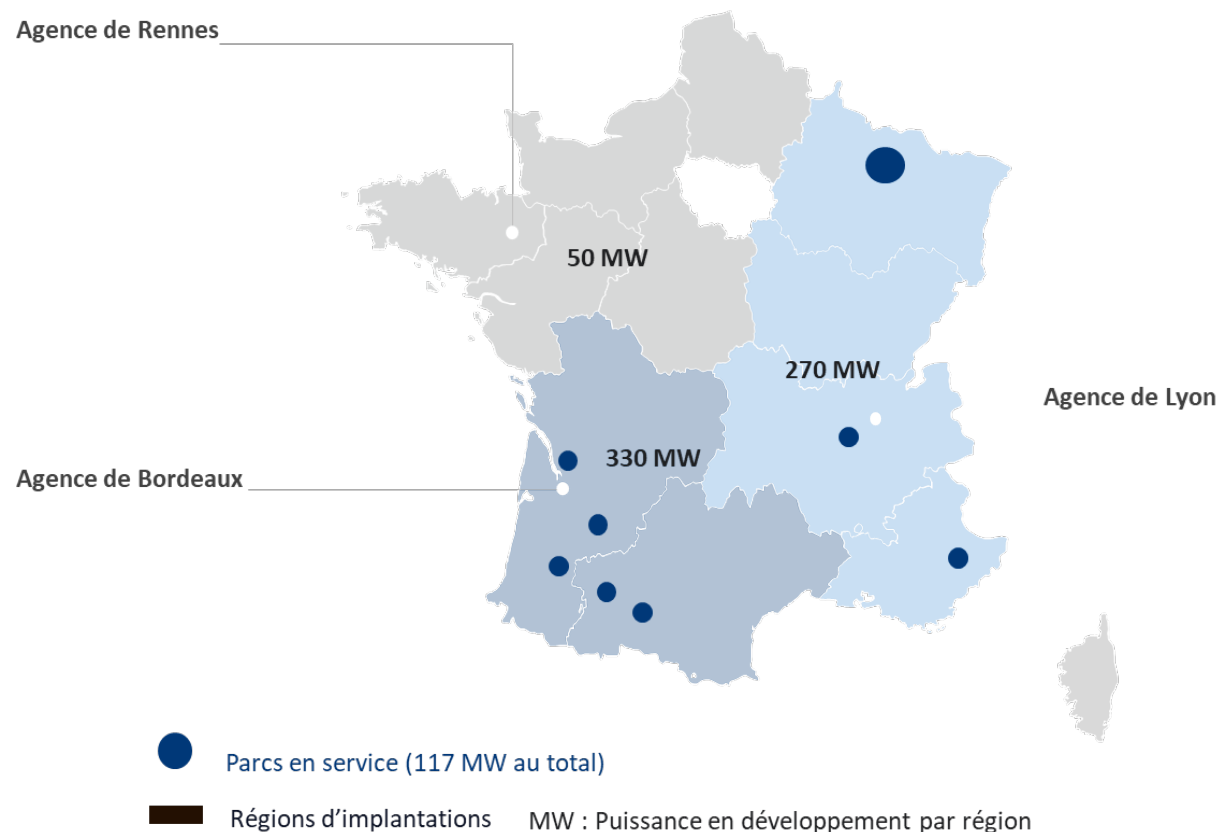 Agence de Rennes
50 MW
270 MW
Agence de Lyon
330 MW
Agence de Bordeaux
Parcs en service (117 MW au total)
Régions d’implantations MW : Puissance en développement par région